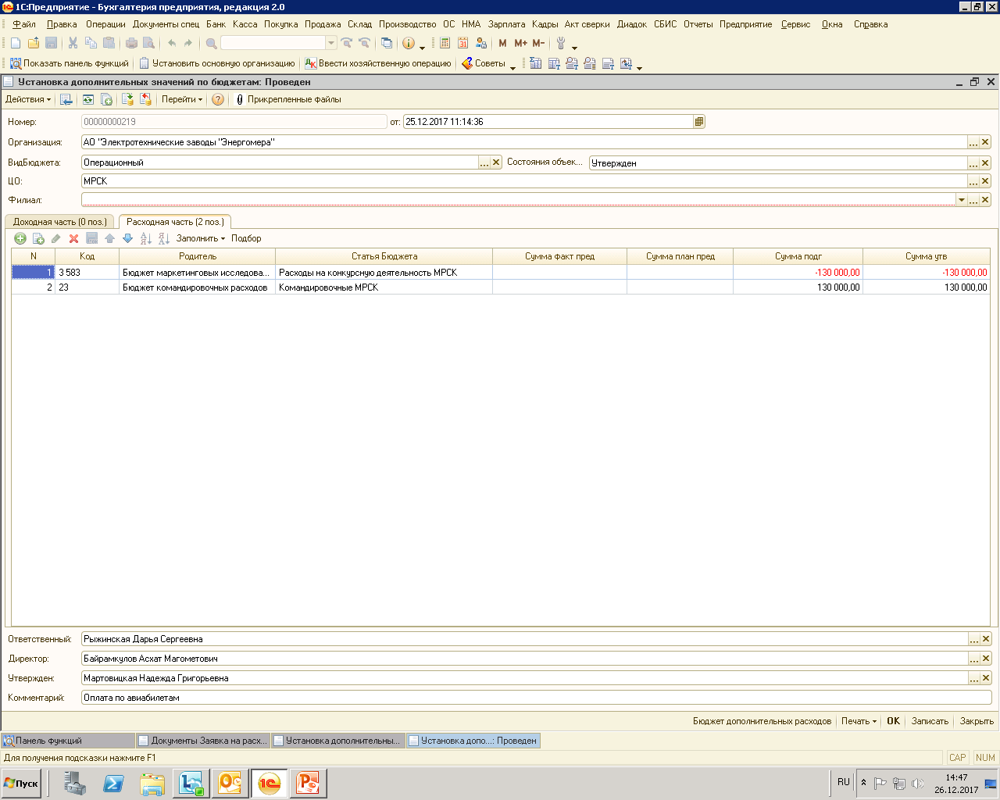 1С:Предприятие - Бухгалтерия предприятия, редакция 2.0
Файл Правка Операции Документы спец Банк Касса Покупка Продажа Склад Производство ОС НМА Зарплата Кадры Акт сверки Диадок СБИС Отчеты Предприятие Сервис Окна Справка
М М+ М-
Показать панель функций Установить основную организацию Ввести хозяйственную операцию Советы
Установка дополнительных значений по бюджетам: Проведен
Действия Перейти Прикрепленные файлы
Номер: 00000000219 от: 25.12.2017 11:14:36
Организация: АО "Электротехнические заводы "Энергомера"
ВидБюджета: Операционный Состояния объек... Утвержден
ЦО: МРСК
Филиал:
Доходная часть (0 поз.) Расходная часть (2 поз.)
Заполнить Подбор
N Код Родитель Статья Бюджета Сумма факт пред Сумма план пред Сумма подг Сумма утв
1 3 583 Бюджет маркетинговых исследова... Расходы на конкурсную деятельность МРСК -130 000,00 -130 000,00
2 23 Бюджет командировочных расходов Командировочные МРСК 130 000,00 130 000,00
Ответственный: Рыжинская Дарья Сергеевна
Директор: Байрамкулов Асхат Магометович
Утвержден: Мартовицкая Надежда Григорьевна
Комментарий: Оплата по авиабилетам
Бюджет дополнительных расходов Печать ОК Записать Закрыть
Панель функций Документы Заявка на расх... Установка дополнительны... Установка допо...: Проведен
Для получения подсказки нажмите F1 CAP NUM
Пуск RU 14:47
26.12.2017